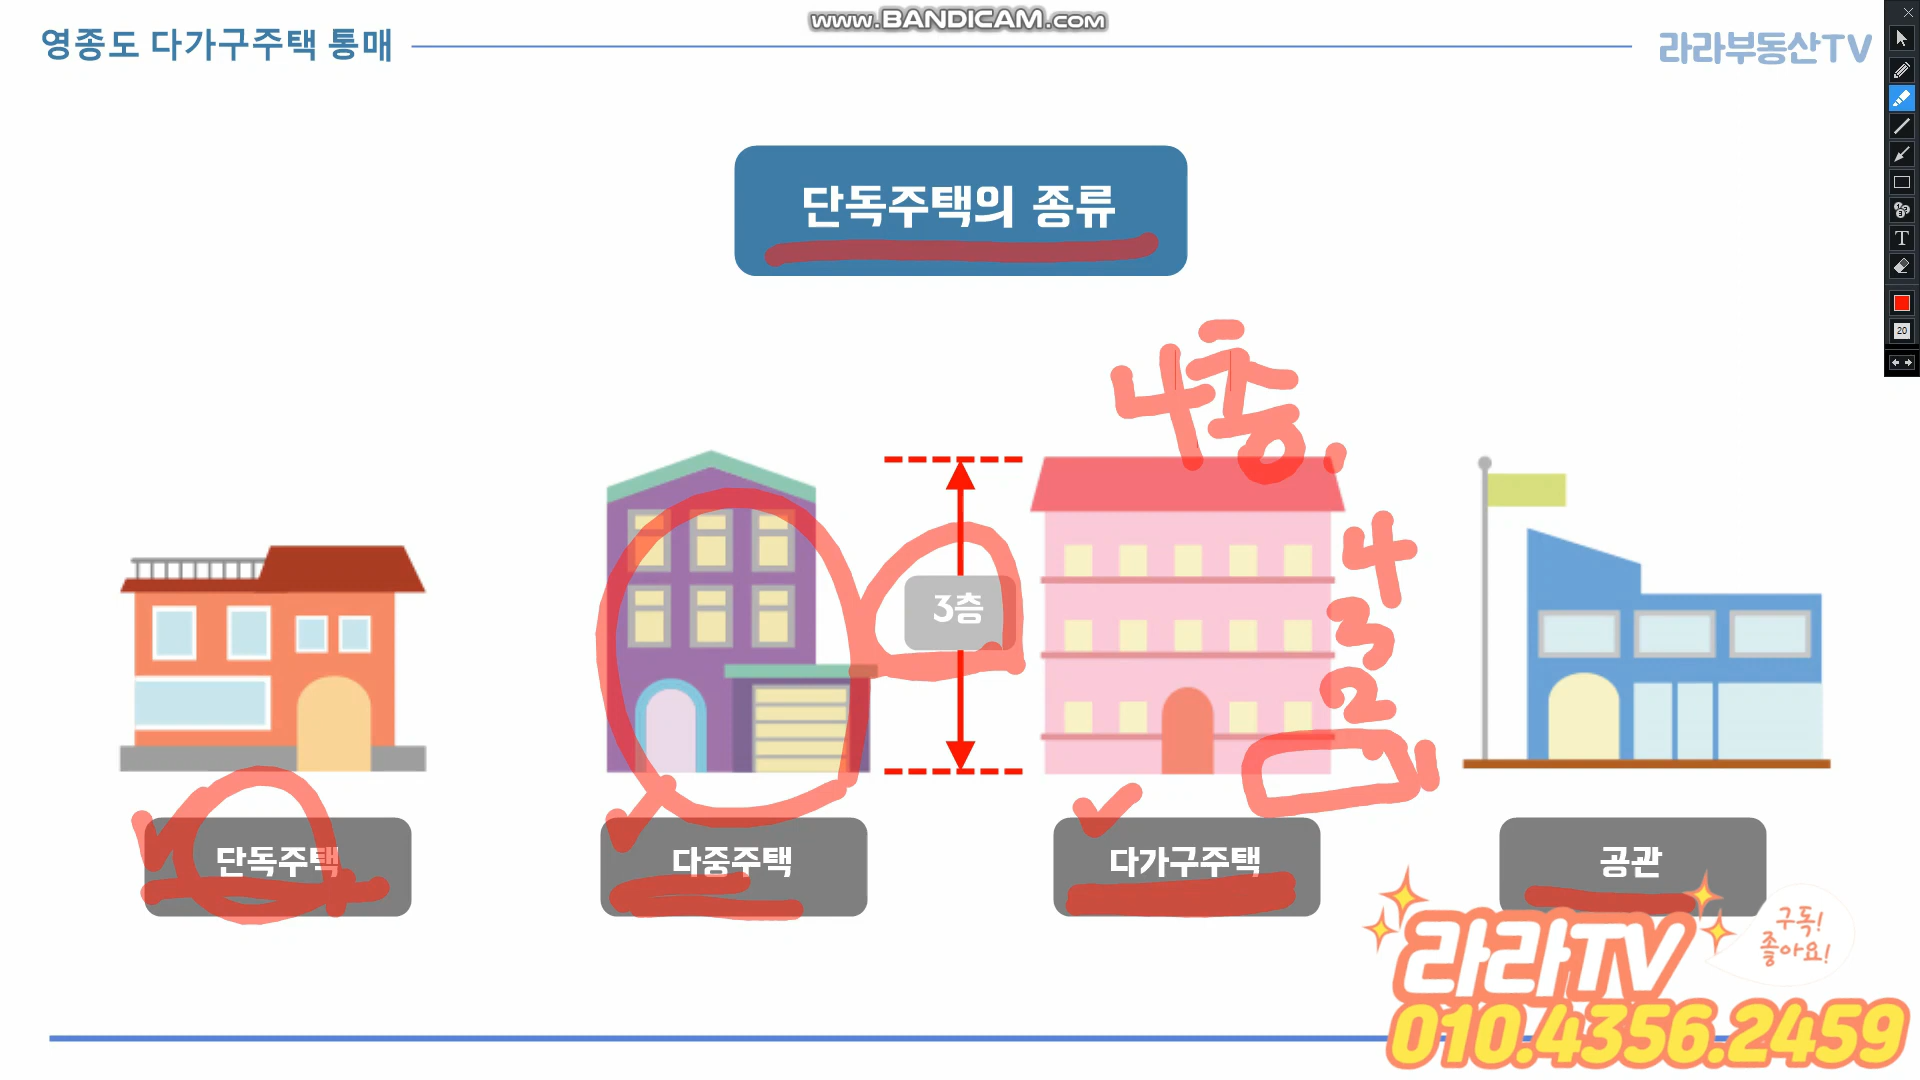 www.BANDICAM.com
영종도 다가구주택 통매
라라부동산TV
단독주택의 종류
4층
3층
4
3
2
1
단독주택
다중주택
다가구주택
공관
구독!
좋아요!
라라TV
010.4356.2459
T
20